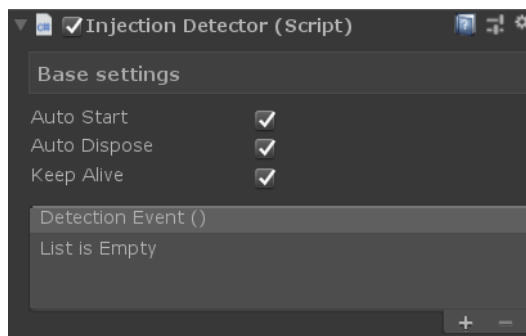 Injection Detector (Script)
Base settings
Auto Start
Auto Dispose
Keep Alive
Detection Event ()
List is Empty